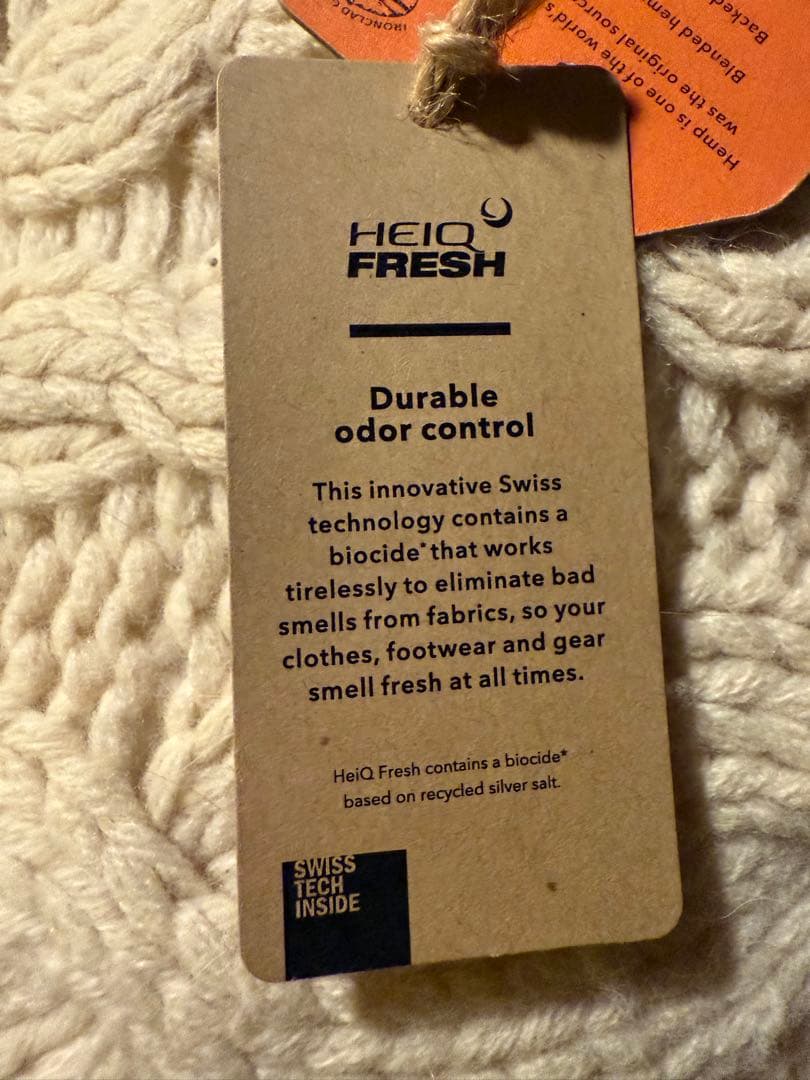 HEIQ
FRESH
Durable
odor control
This innovative Swiss
technology contains a
biocide* that works
tirelessly to eliminate bad
smells from fabrics, so your
clothes, footwear and gear
smell fresh at all times.
HeiQ Fresh contains a biocide*
based on recycled silver salt.
SWISS
TECH
INSIDE
Hemp is one of the world's
was the original sourc
Blended hem
Backed
IRONCLAD G